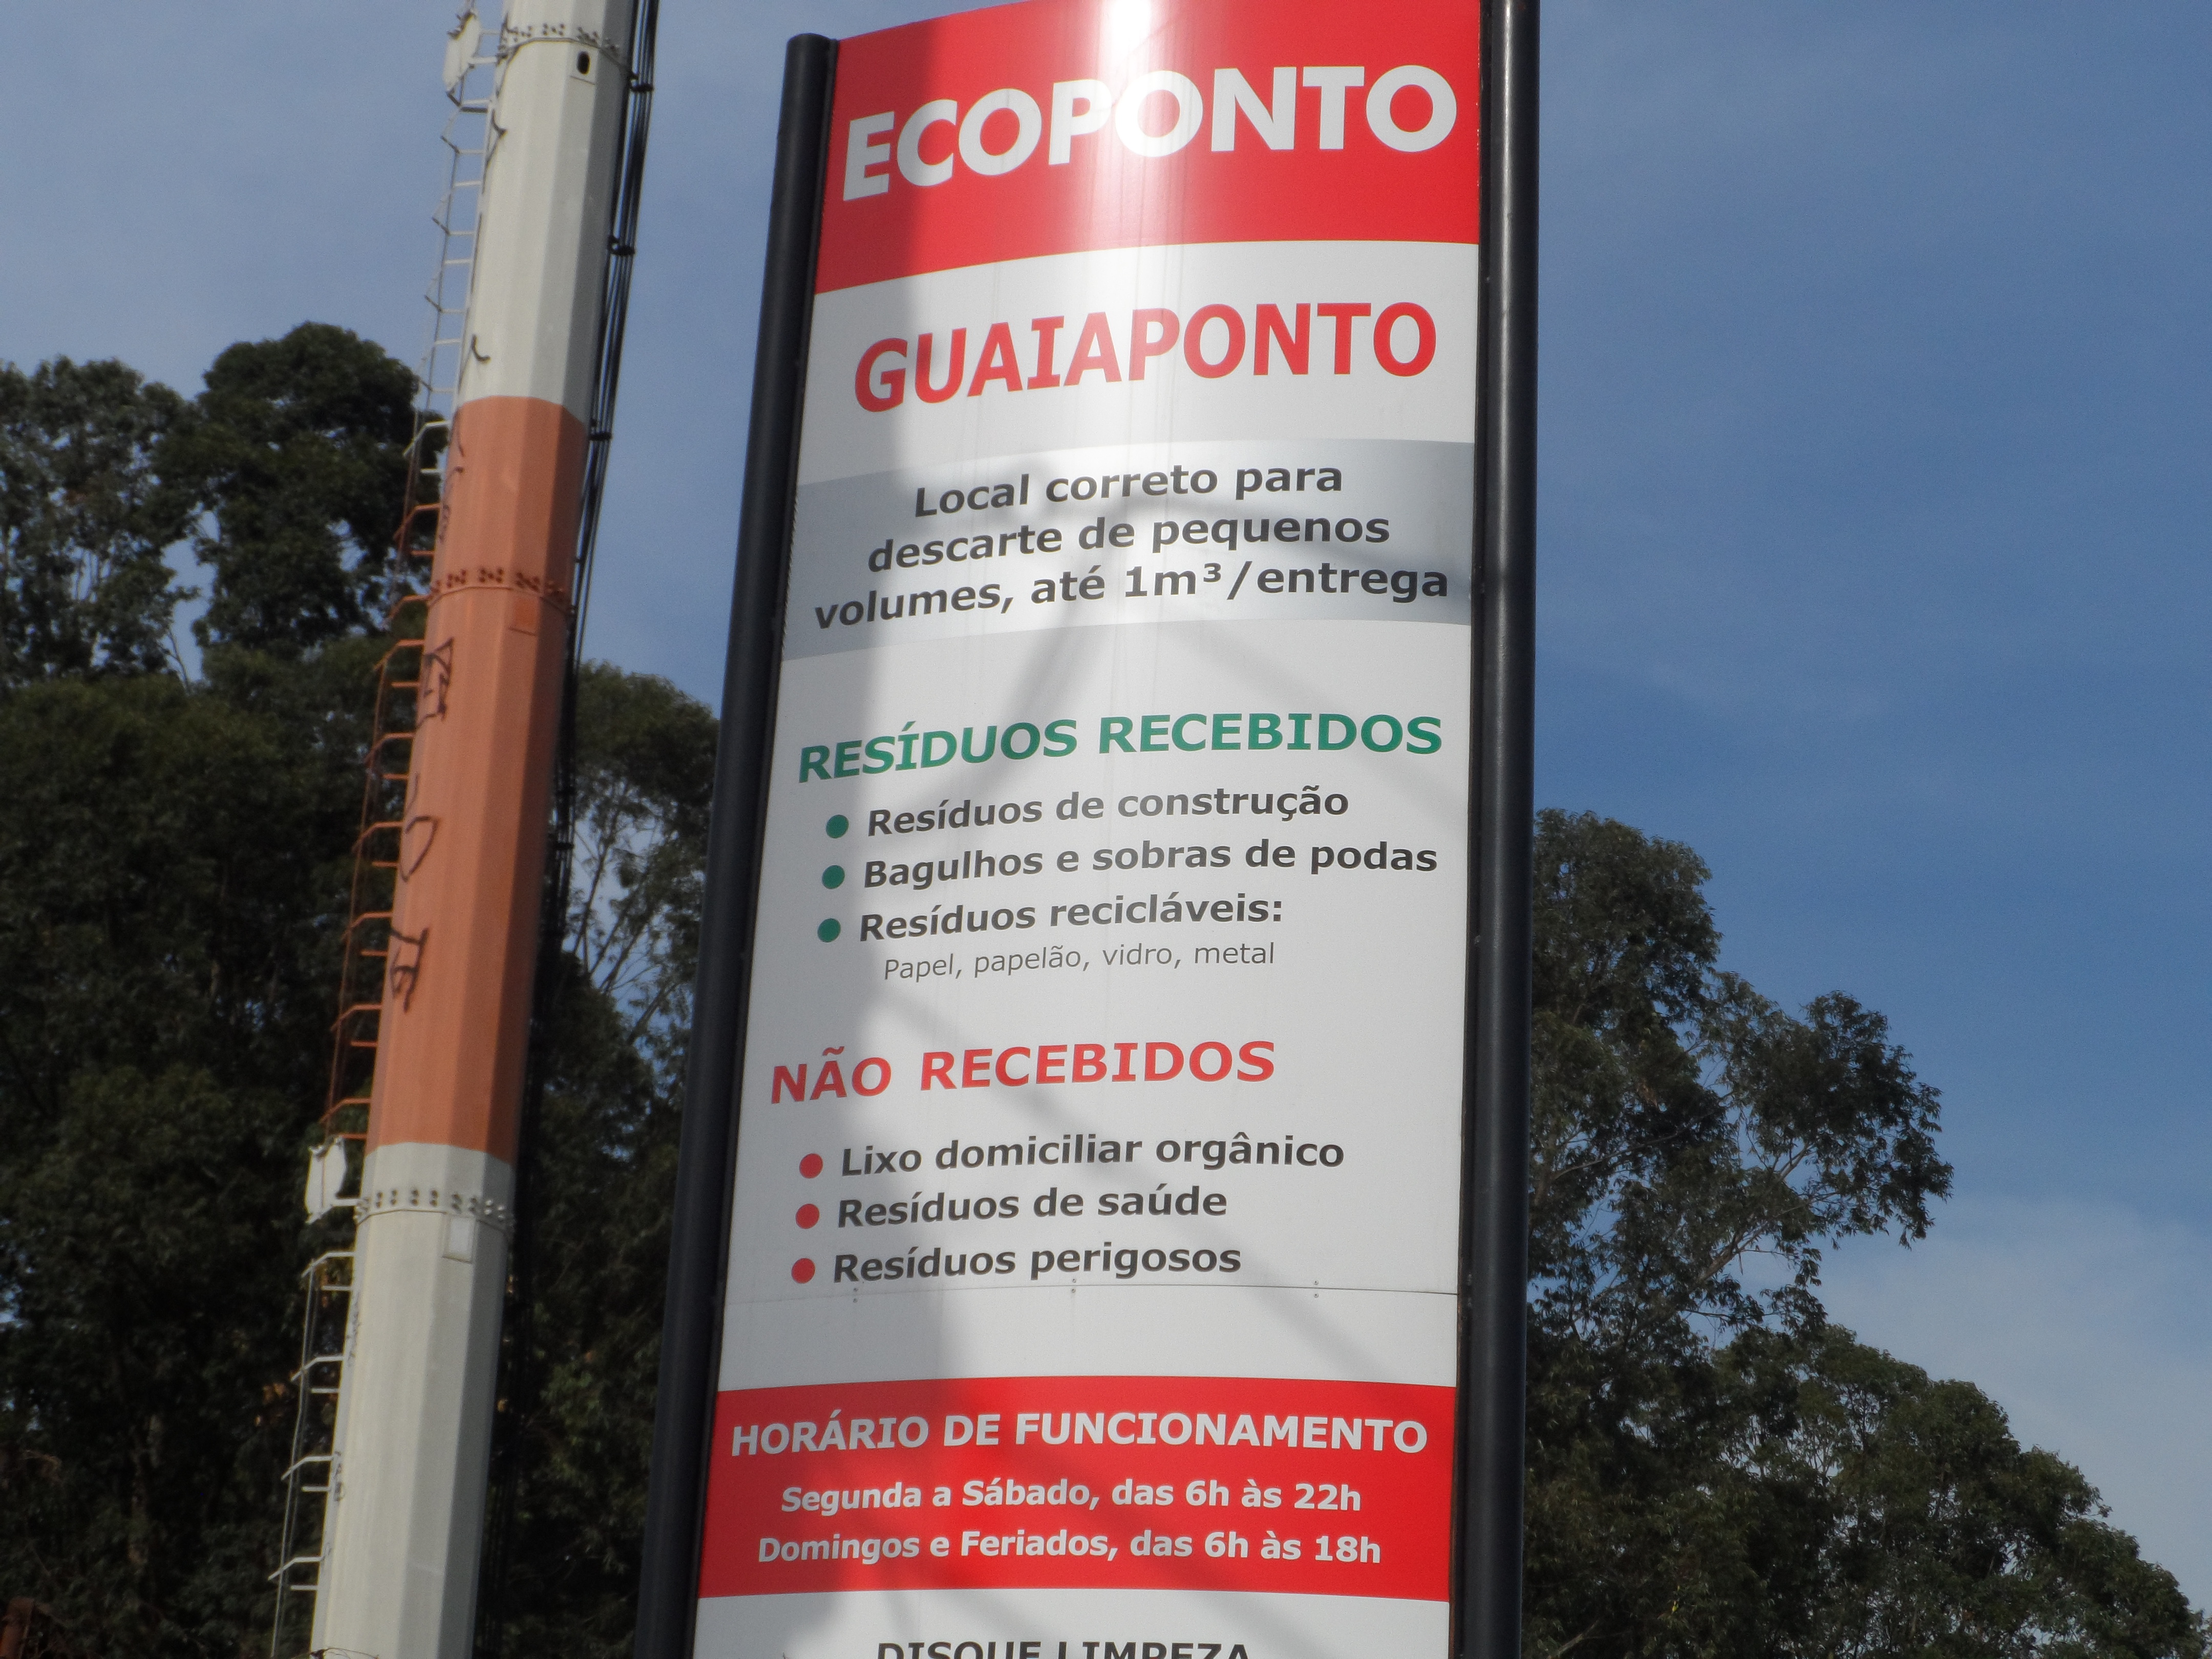 ECOPONTO
GUAIAPONTO
Local correto para
descarte de pequenos
volumes, até 1m³/entrega
RESÍDUOS RECEBIDOS
● Resíduos de construção
● Bagulhos e sobras de podas
● Resíduos recicláveis:
Papel, papelão, vidro, metal
NÃO RECEBIDOS
● Lixo domiciliar orgânico
● Resíduos de saúde
● Resíduos perigosos
HORÁRIO DE FUNCIONAMENTO
Segunda a Sábado, das 6h às 22h
Domingos e Feriados, das 6h às 18h
DISQUE LIMPEZA